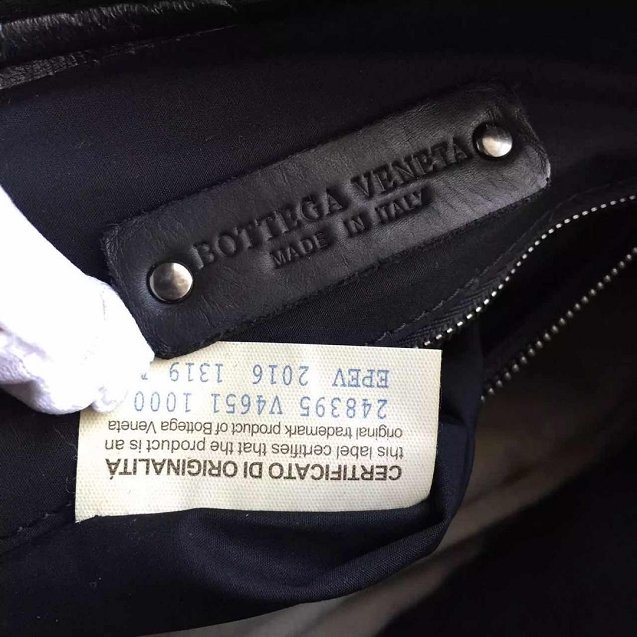 BOTTEGA VENETA
MADE IN ITALY
CERTIFICATO DI ORIGINALITÁ
this label certifies that the product is an
original trademark product of Bottega Veneta
248395 V4651 1000
EPEV 2016 1319